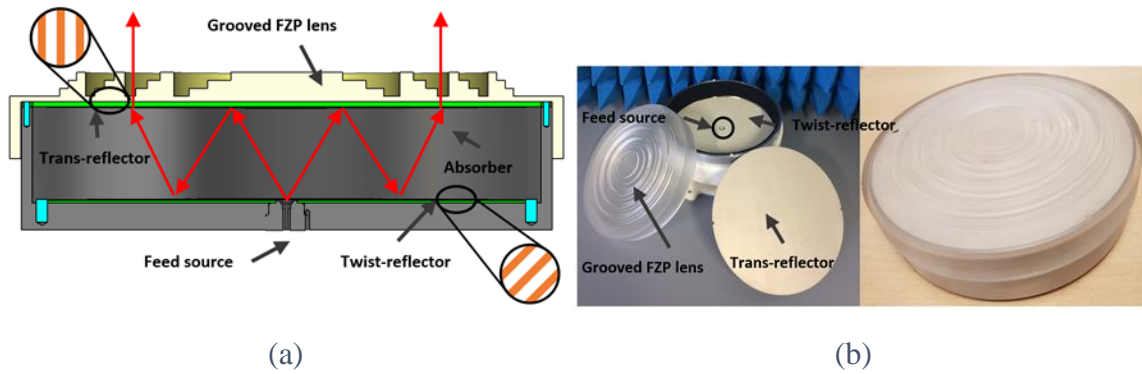 Grooved FZP lens
Trans-reflector
Absorber
Feed source
Twist-reflector
(a)
Feed source
Twist-reflector
Grooved FZP lens
Trans-reflector
(b)